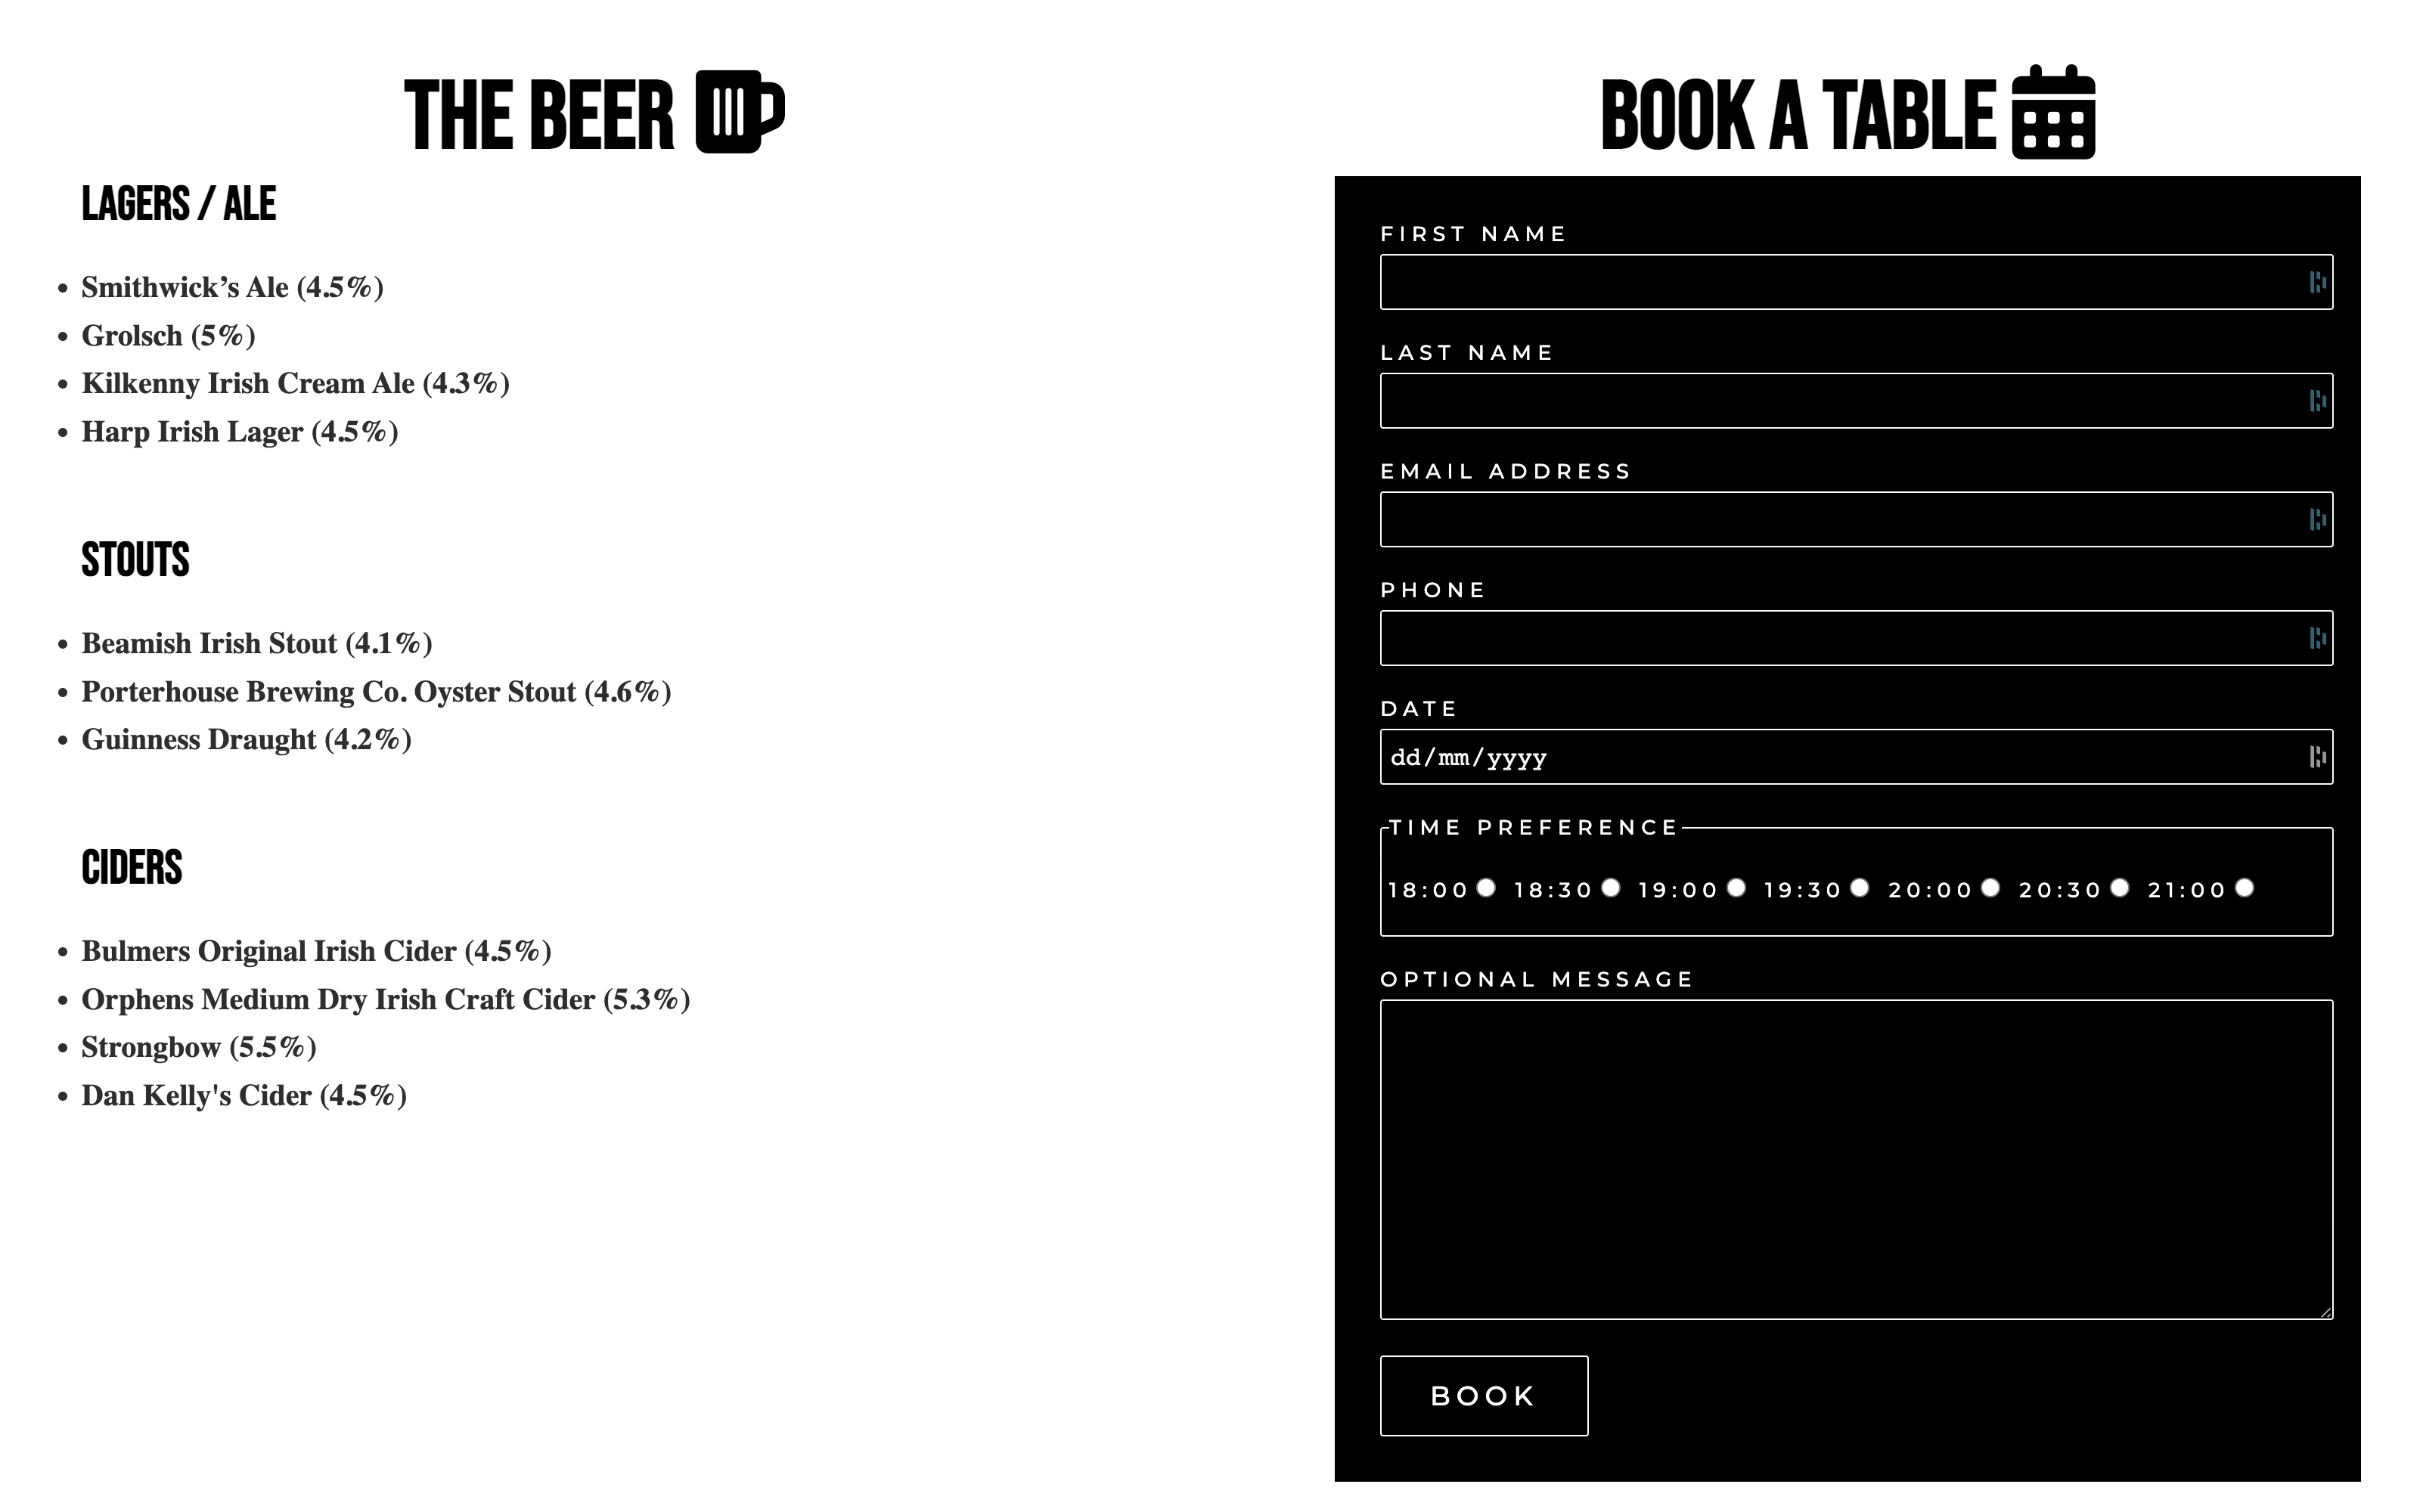 THE BEER
LAGERS / ALE
• Smithwick’s Ale (4.5%)
• Grolsch (5%)
• Kilkenny Irish Cream Ale (4.3%)
• Harp Irish Lager (4.5%)
STOUTS
• Beamish Irish Stout (4.1%)
• Porterhouse Brewing Co. Oyster Stout (4.6%)
• Guinness Draught (4.2%)
CIDERS
• Bulmers Original Irish Cider (4.5%)
• Orphens Medium Dry Irish Craft Cider (5.3%)
• Strongbow (5.5%)
• Dan Kelly's Cider (4.5%)
BOOK A TABLE
FIRST NAME
LAST NAME
EMAIL ADDRESS
PHONE
DATE
dd/mm/yyyy
TIME PREFERENCE
18:00 18:30 19:00 19:30 20:00 20:30 21:00
OPTIONAL MESSAGE
BOOK